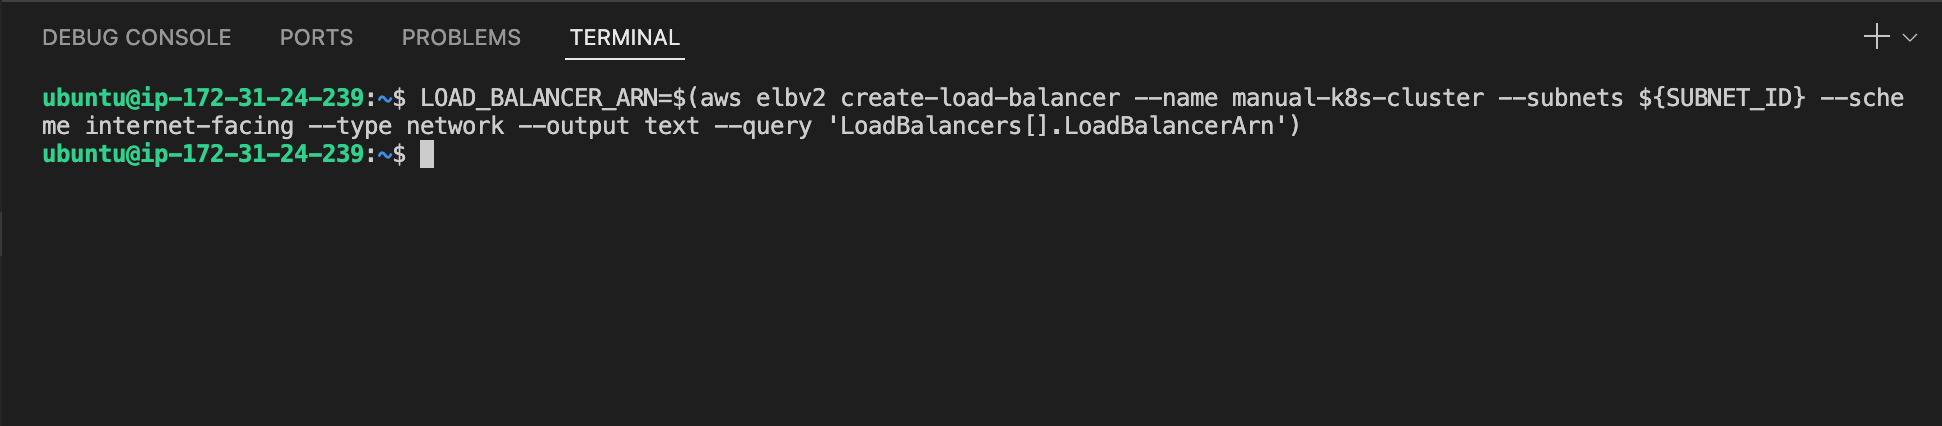 DEBUG CONSOLE PORTS PROBLEMS TERMINAL
ubuntu@ip-172-31-24-239:~$ LOAD_BALANCER_ARN=$(aws elbv2 create-load-balancer --name manual-k8s-cluster --subnets ${SUBNET_ID} --sche
me internet-facing --type network --output text --query 'LoadBalancers[].LoadBalancerArn')
ubuntu@ip-172-31-24-239:~$